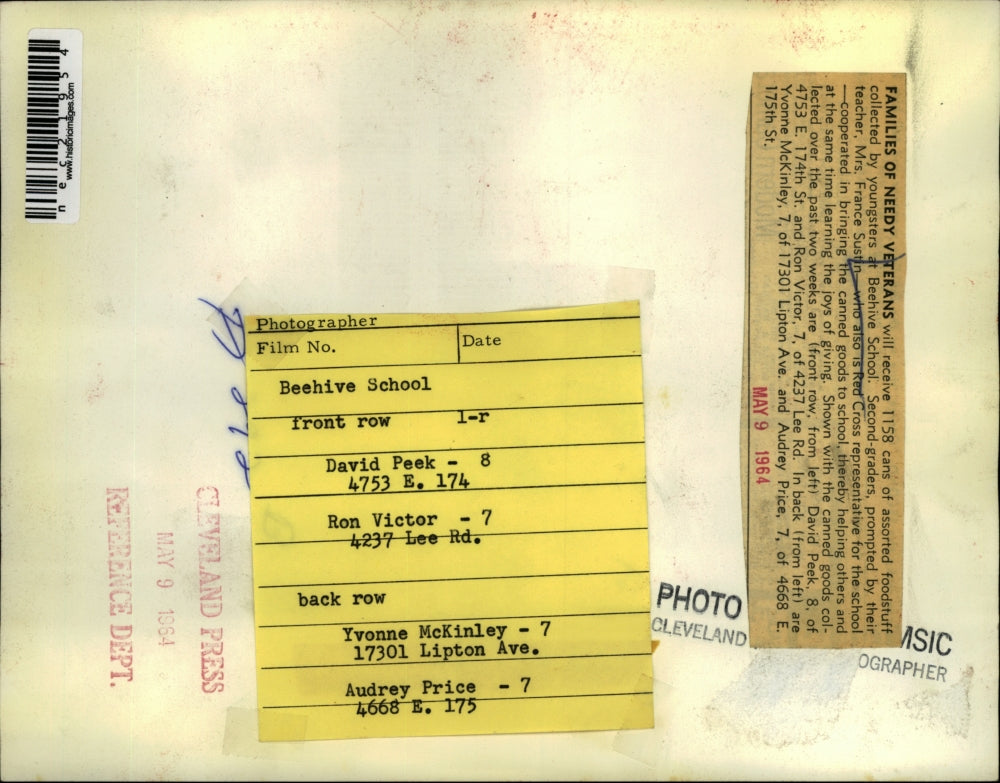 n e c 2 1 9 5 4
www.historicimages.com
FAMILIES OF NEEDY VETERANS will receive 1158 cans of assorted foodstuff
collected by youngsters at Beehive School. Second-graders, prompted by their
teacher, Mrs. France Sustin—who also is Red Cross representative for the school
—cooperated in bringing the canned goods to school, thereby helping others and
at the same time learning the joys of giving. Shown with the canned goods col-
lected over the past two weeks are (front row, from left) David Peek, 8, of
4753 E. 174th St. and Ron Victor, 7, of 4237 Lee Rd. In back (from left) are
Yvonne McKinley, 7, of 17301 Lipton Ave. and Audrey Price, 7, of 4668 E.
175th St.
MAY 9 1964
Photographer
Film No. Date
Beehive School
front row l-r
David Peek - 8
4753 E. 174
Ron Victor - 7
4237 Lee Rd.
back row
Yvonne McKinley - 7
17301 Lipton Ave.
Audrey Price - 7
4668 E. 175
CLEVELAND PRESS
MAY 9 1964
REFERENCE DEPT.
PHOTO
CLEVELAND
OGRAPHER